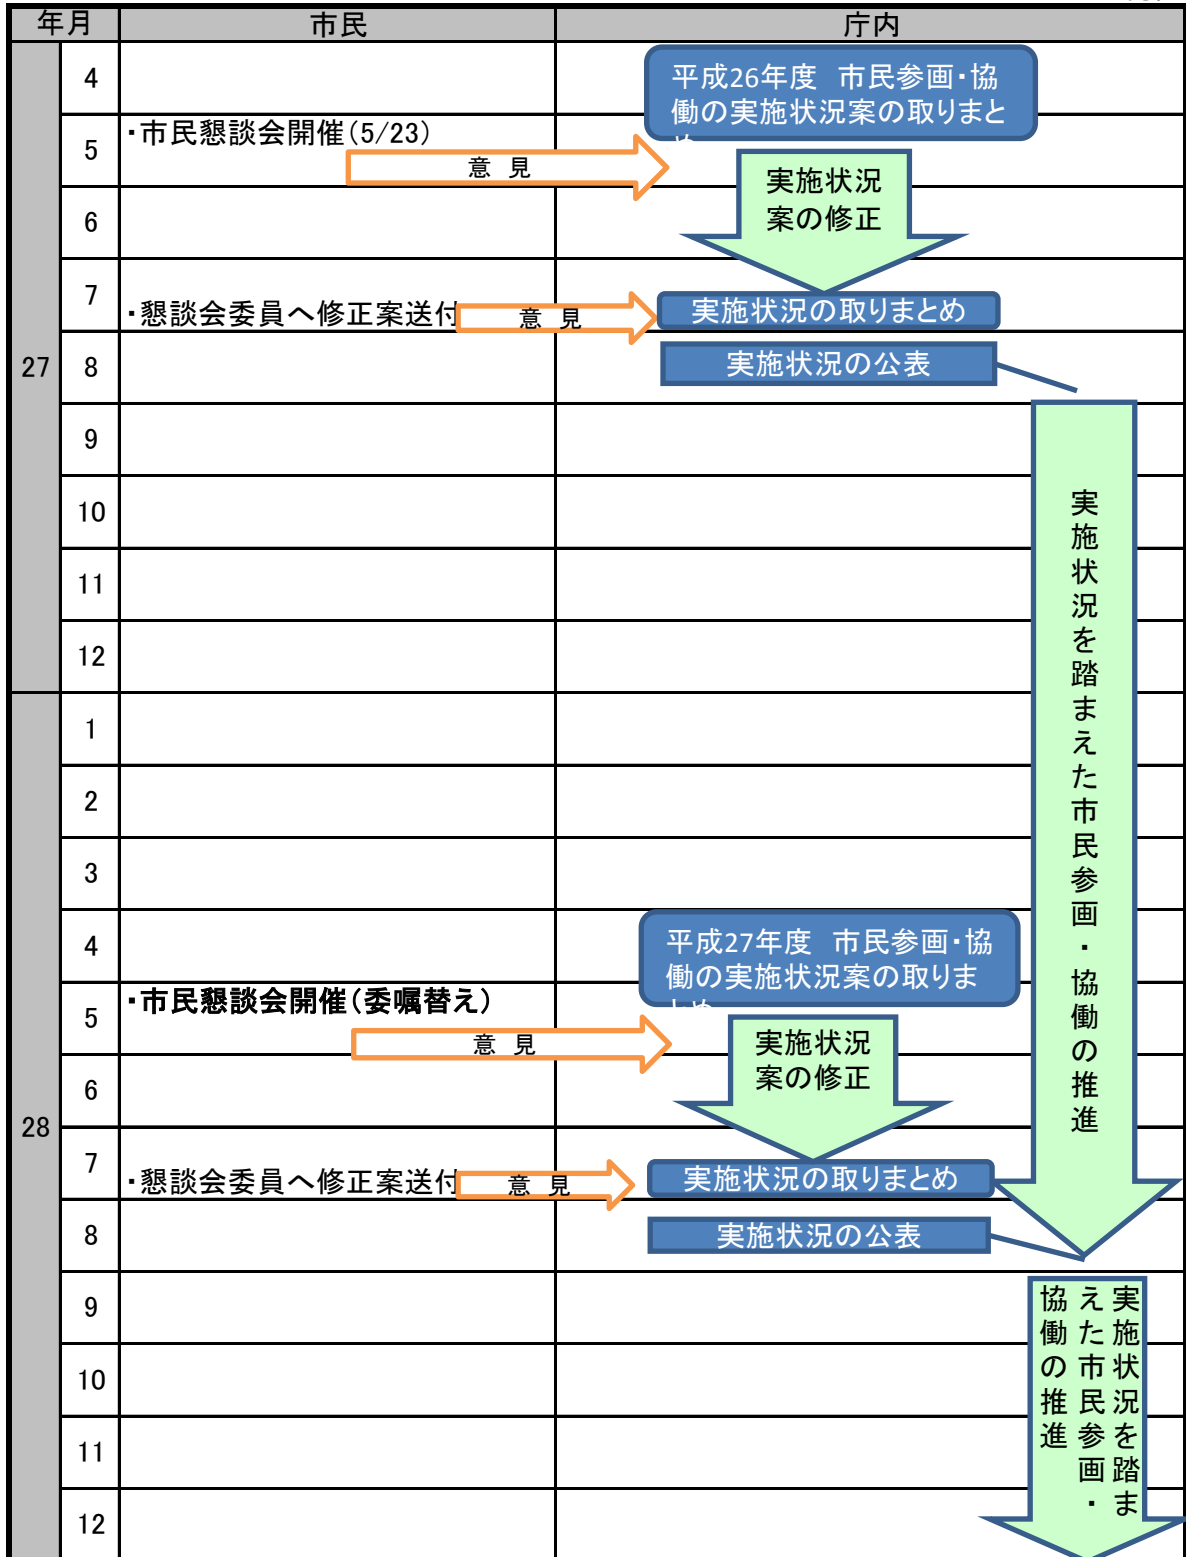 年月 市民 庁内
27
4
平成26年度　市民参画・協
働の実施状況案の取りまと
め
5
・市民懇談会開催（5/23）
意 見
実施状況
案の修正
6
7
・懇談会委員へ修正案送付
意 見
実施状況の取りまとめ
8
実施状況の公表
9
10
11
12
実施状況を踏まえた市民参画・協働の推進
28
1
2
3
4
平成27年度　市民参画・協
働の実施状況案の取りま
とめ
5
・市民懇談会開催（委嘱替え）
意 見
実施状況
案の修正
6
7
・懇談会委員へ修正案送付
意 見
実施状況の取りまとめ
8
実施状況の公表
9
10
11
12
実施状況を踏ま
えた市民参画・
協働の推進